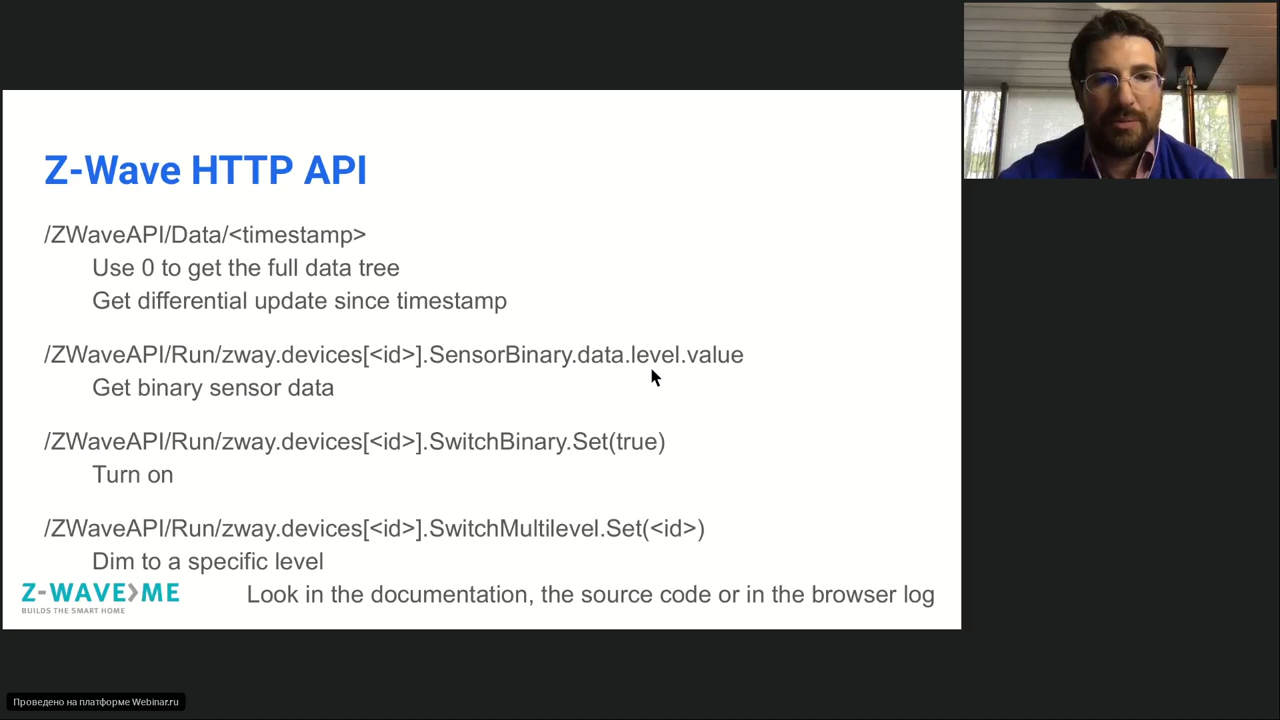 Z-Wave HTTP API
/ZWaveAPI/Data/<timestamp>
Use 0 to get the full data tree
Get differential update since timestamp
/ZWaveAPI/Run/zway.devices[<id>].SensorBinary.data.level.value
Get binary sensor data
/ZWaveAPI/Run/zway.devices[<id>].SwitchBinary.Set(true)
Turn on
/ZWaveAPI/Run/zway.devices[<id>].SwitchMultilevel.Set(<id>)
Dim to a specific level
Z-WAVE>ME
BUILDS THE SMART HOME
Look in the documentation, the source code or in the browser log
Проведено на платформе Webinar.ru